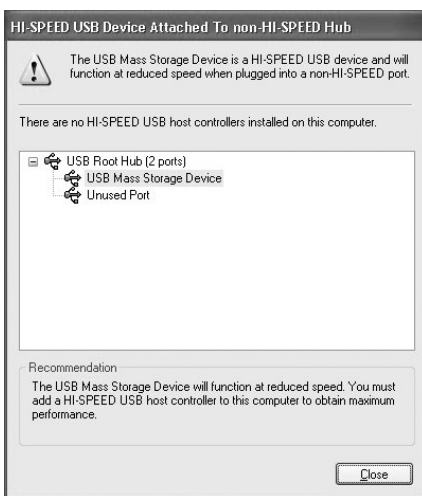 HI-SPEED USB Device Attached To non-HI-SPEED Hub
The USB Mass Storage Device is a HI-SPEED USB device and will
function at reduced speed when plugged into a non-HI-SPEED port.
There are no HI-SPEED USB host controllers installed on this computer.
USB Root Hub (2 ports)
USB Mass Storage Device
Unused Port
Recommendation
The USB Mass Storage Device will function at reduced speed. You must
add a HI-SPEED USB host controller to this computer to obtain maximum
performance.
Close